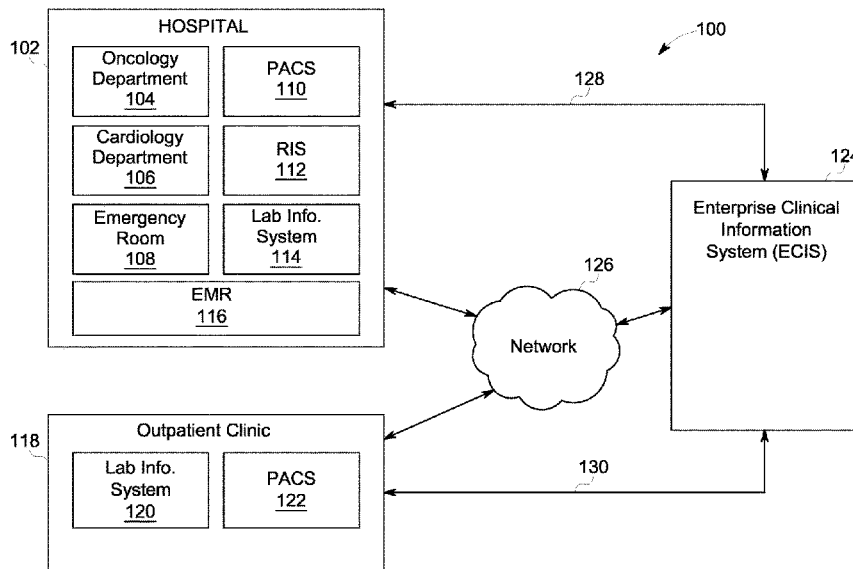 HOSPITAL
102
Oncology
Department
104
PACS
110
Cardiology
Department
106
RIS
112
Emergency
Room
108
Lab Info.
System
114
EMR
116
100
128
124
Enterprise Clinical
Information
System (ECIS)
126
Network
118
Outpatient Clinic
Lab Info.
System
120
PACS
122
130